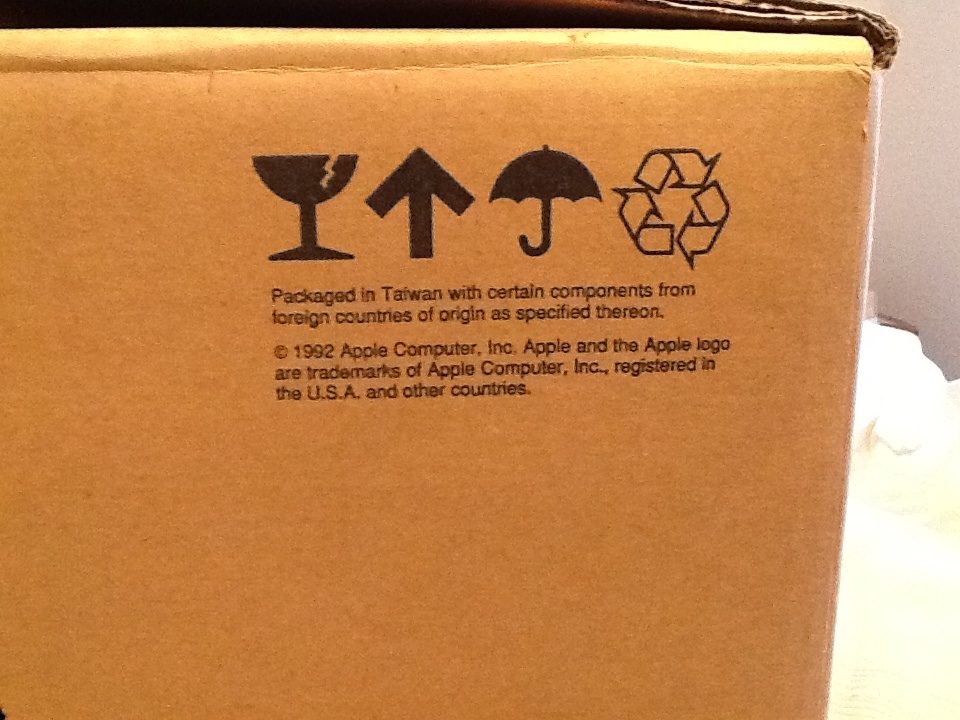 Packaged in Taiwan with certain components from
foreign countries of origin as specified thereon.
© 1992 Apple Computer, Inc. Apple and the Apple logo
are trademarks of Apple Computer, Inc., registered in
the U.S.A. and other countries.